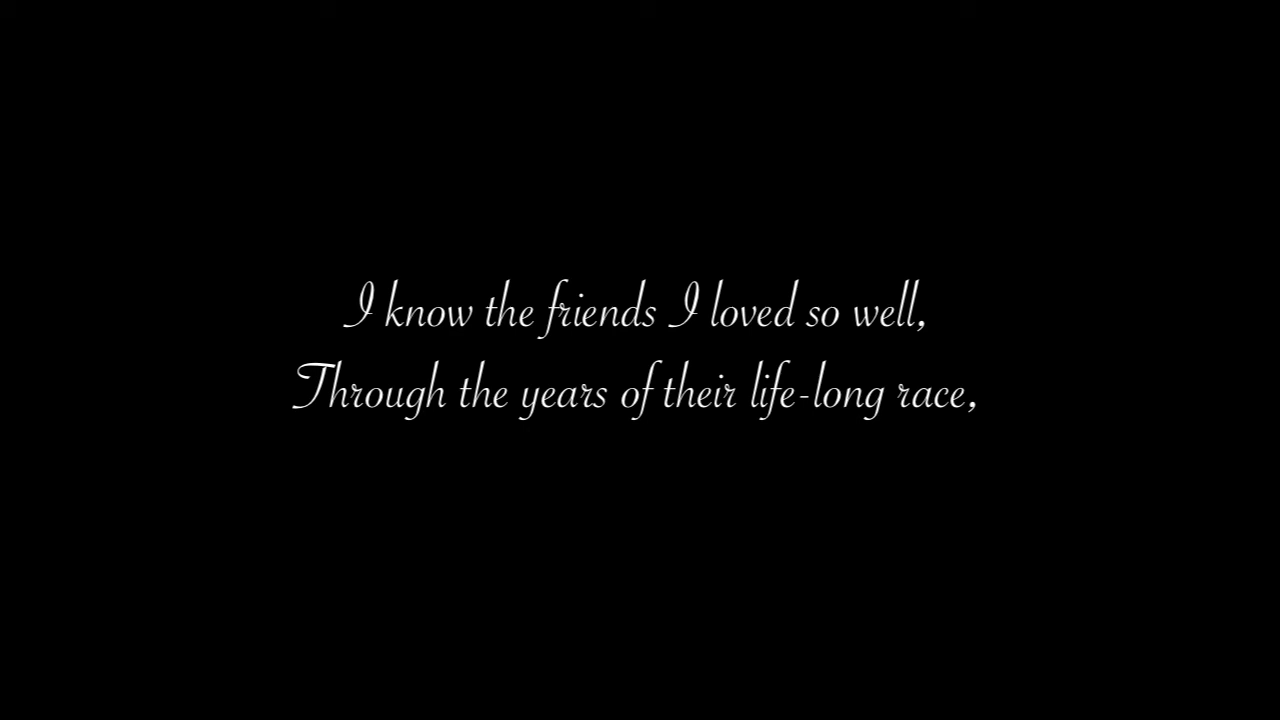 I know the friends I loved so well,
Through the years of their life-long race,